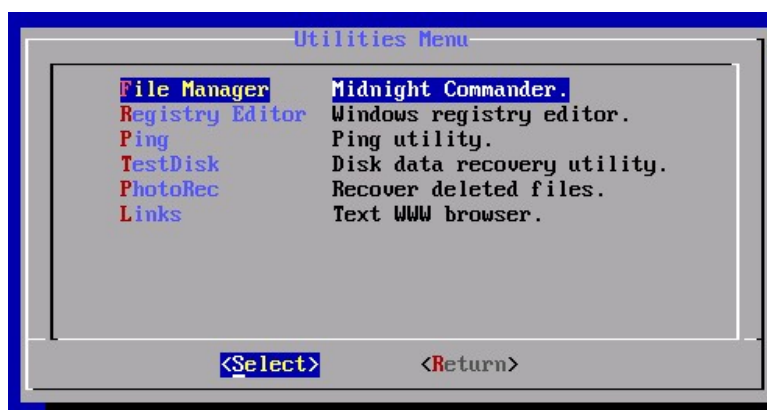 Utilities Menu
File Manager Midnight Commander.
Registry Editor Windows registry editor.
Ping Ping utility.
TestDisk Disk data recovery utility.
PhotoRec Recover deleted files.
Links Text WWW browser.
<Select> <Return>